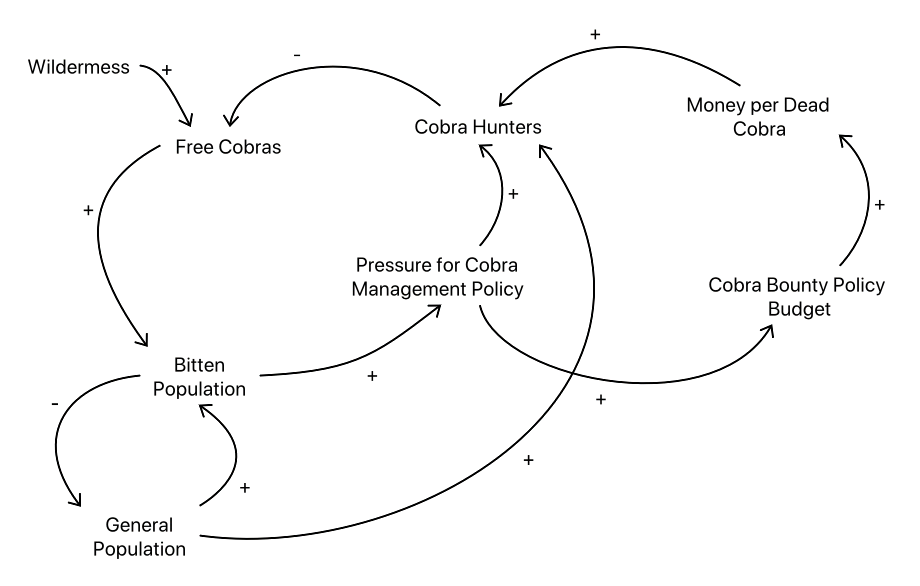 +
-
Wildermess
+
Money per Dead
Cobra
Cobra Hunters
Free Cobras
+
+
+
Pressure for Cobra
Management Policy
Cobra Bounty Policy
Budget
Bitten
Population
+
-
+
+
+
General
Population